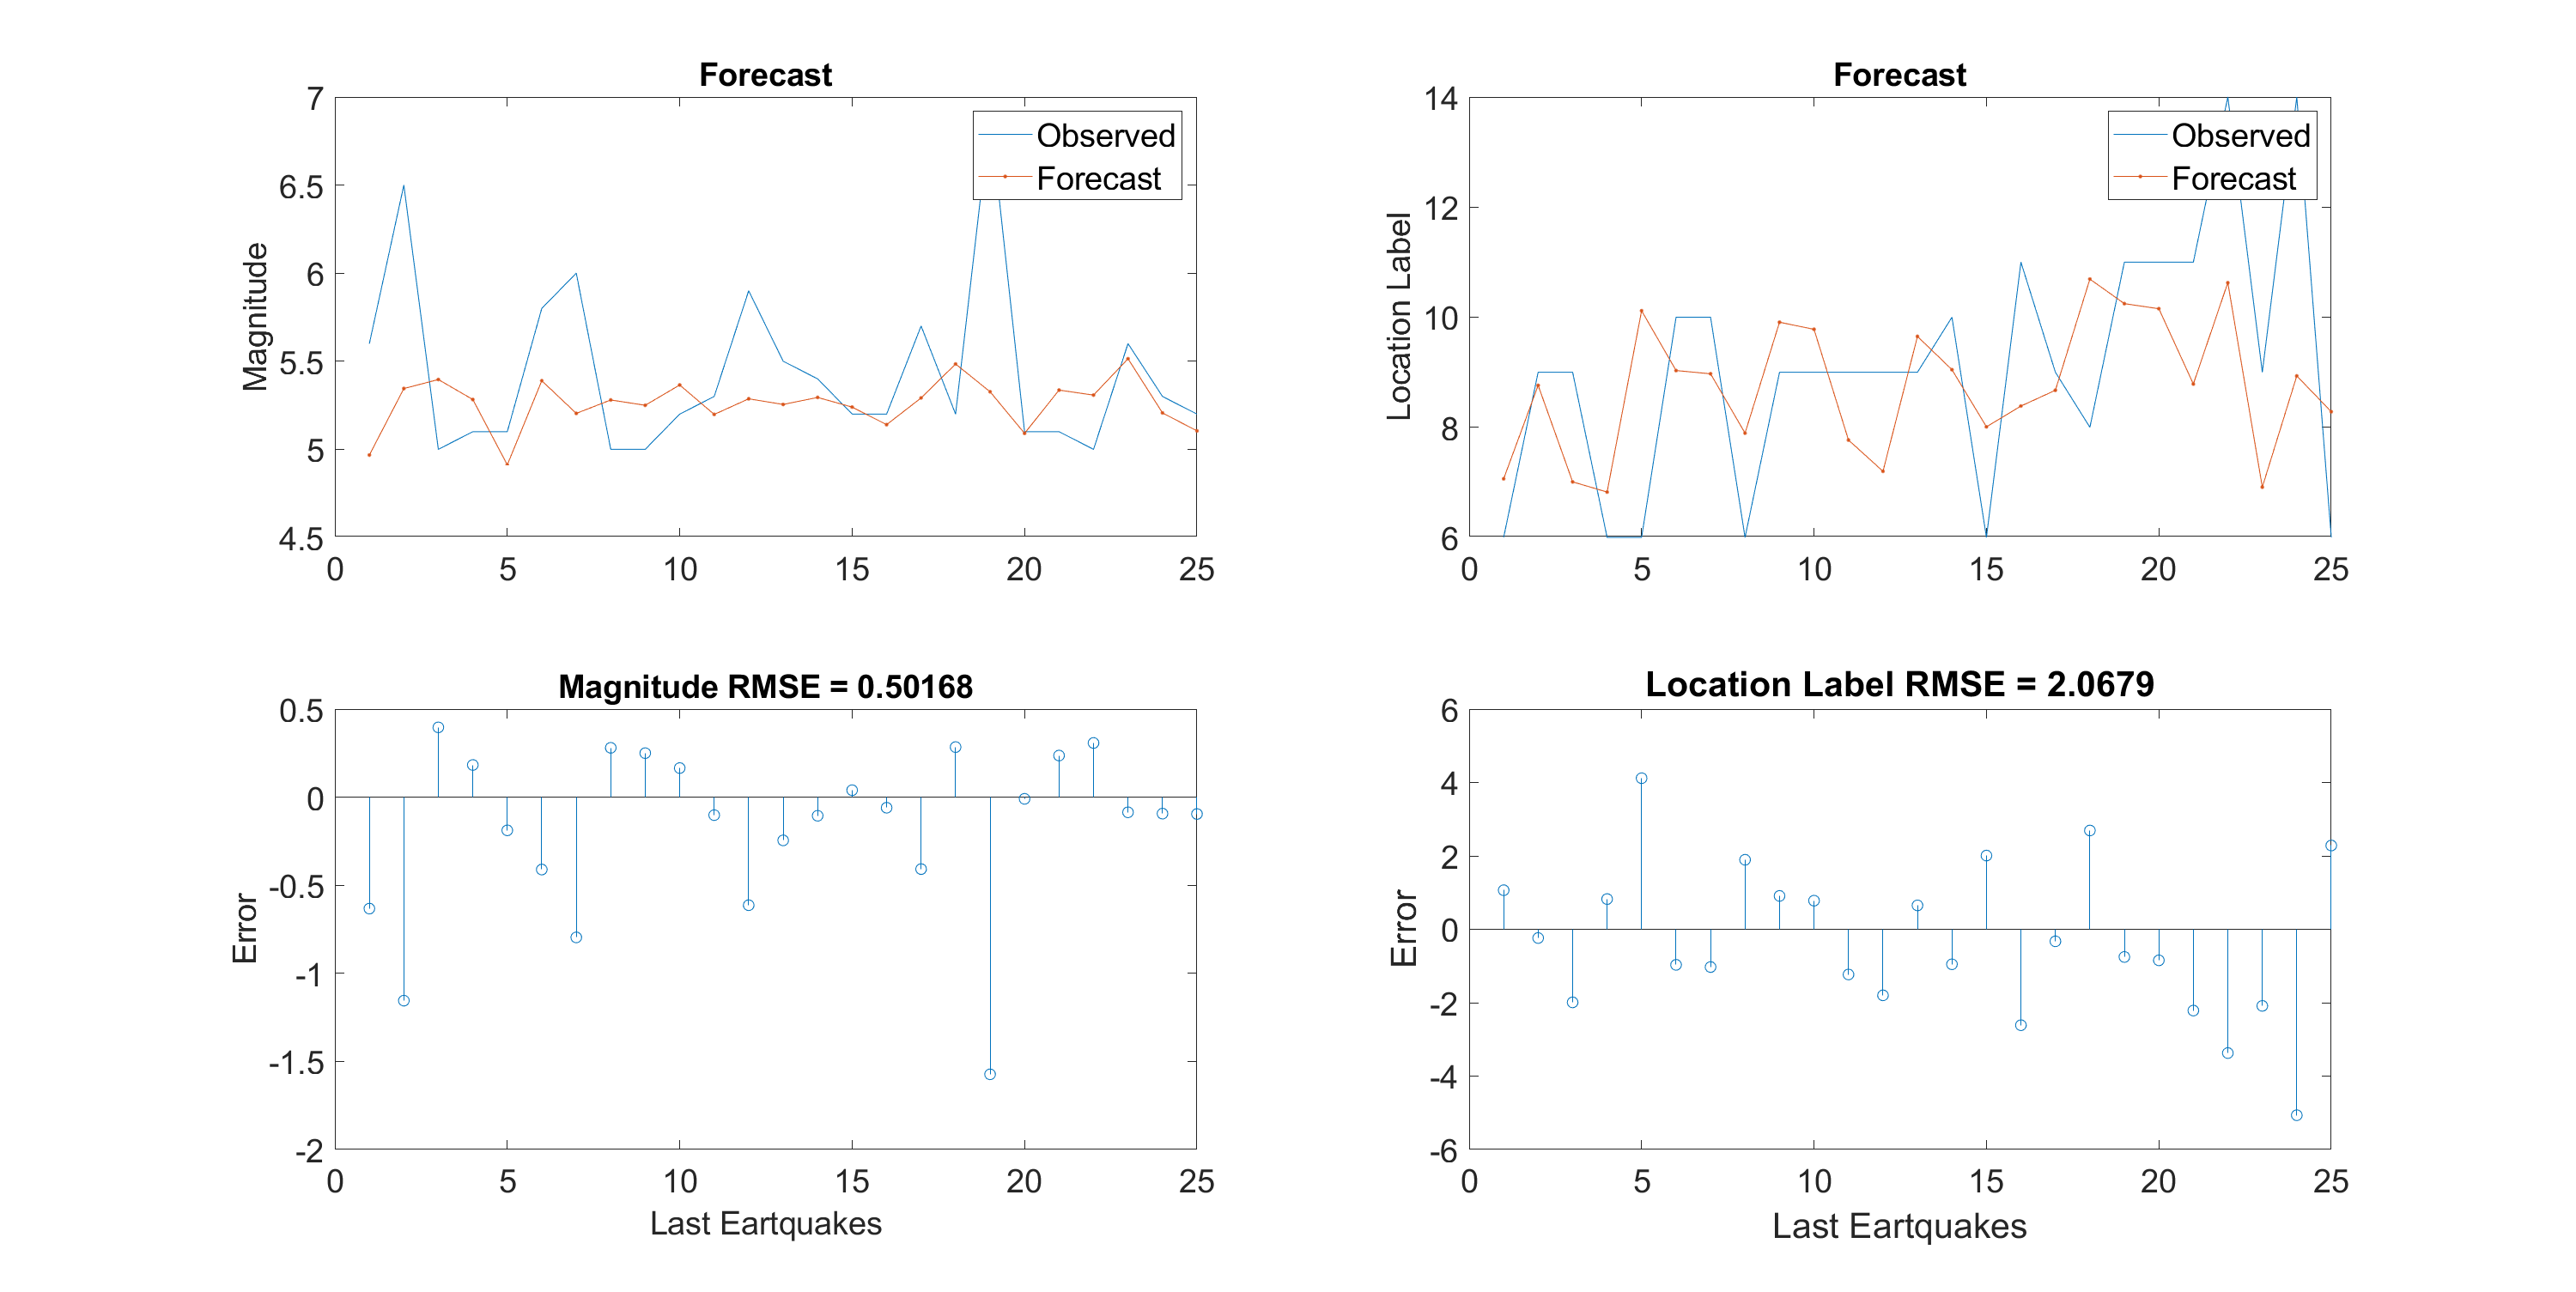 Forecast
7
6.5
6
5.5
5
4.5
Magnitude
0 5 10 15 20 25
Observed
Forecast
Forecast
14
12
10
8
6
Location Label
0 5 10 15 20 25
Observed
Forecast
Magnitude RMSE = 0.50168
0.5
0
-0.5
-1
-1.5
-2
Error
0 5 10 15 20 25
Last Eartquakes
Location Label RMSE = 2.0679
6
4
2
0
-2
-4
-6
Error
0 5 10 15 20 25
Last Eartquakes